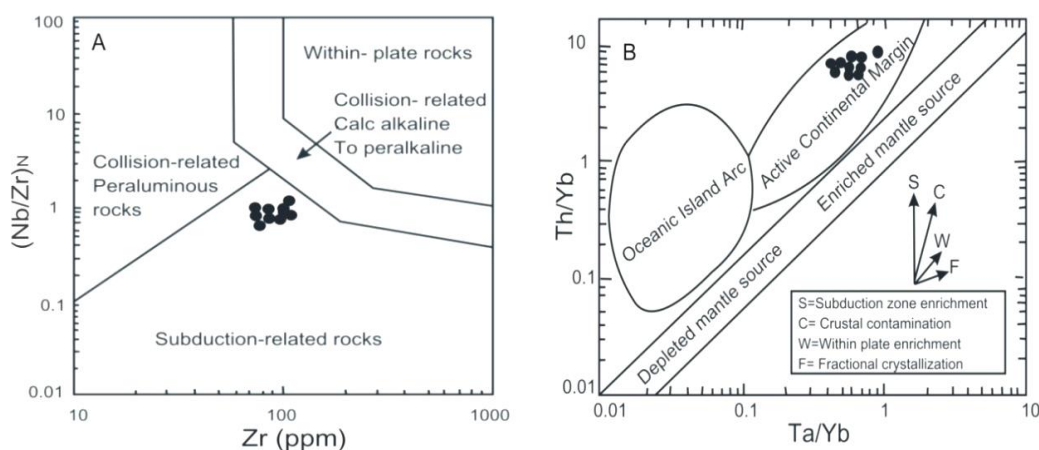 A
100
10
1
0.1
0.01
(Nb/Zr)N
10
100
1000
Zr (ppm)
Within- plate rocks
Collision- related
Calc alkaline
To peralkaline
Collision-related
Peraluminous
rocks
Subduction-related rocks
B
10
1
0.1
0.01
Th/Yb
0.01
0.1
1
10
Ta/Yb
Oceanic Island Arc
Active Continental Margin
Enriched mantle source
Depleted mantle source
S
C
W
F
S=Subduction zone enrichment
C= Crustal contamination
W=Within plate enrichment
F= Fractional crystallization